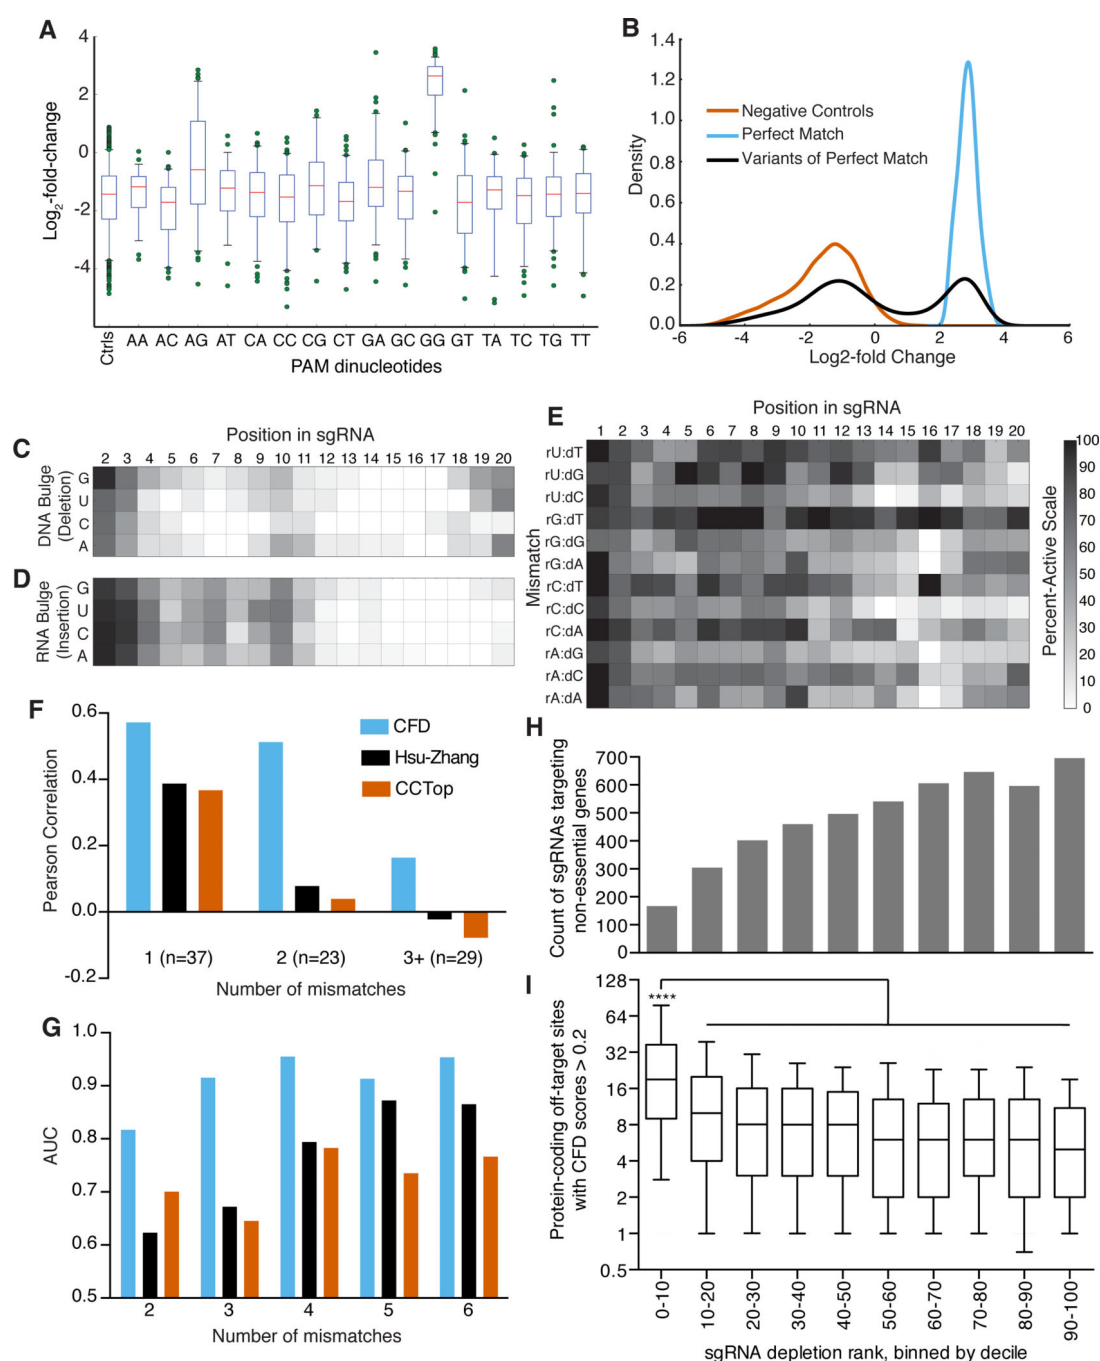 A
Log2-fold-change
4
2
0
-2
-4
Ctrls AA AC AG AT CA CC CG CT GA GC GG GT TA TC TG TT
PAM dinucleotides
B
Density
1.4
1.2
1.0
0.8
0.6
0.4
0.2
0.0
Negative Controls
Perfect Match
Variants of Perfect Match
-6 -4 -2 0 2 4 6
Log2-fold Change
C
Position in sgRNA
2 3 4 5 6 7 8 9 10 11 12 13 14 15 16 17 18 19 20
DNA Bulge
(Deletion)
G
U
C
A
D
RNA Bulge
(Insertion)
G
U
C
A
E
Position in sgRNA
1 2 3 4 5 6 7 8 9 10 11 12 13 14 15 16 17 18 19 20
Mismatch
rU:dT
rU:dG
rU:dC
rG:dT
rG:dG
rG:dA
rC:dT
rC:dC
rC:dA
rA:dG
rA:dC
rA:dA
Percent-Active Scale
100
90
80
70
60
50
40
30
20
10
0
F
Pearson Correlation
0.6
0.4
0.2
0.0
-0.2
CFD
Hsu-Zhang
CCTop
1 (n=37) 2 (n=23) 3+ (n=29)
Number of mismatches
G
AUC
1.0
0.9
0.8
0.7
0.6
0.5
2 3 4 5 6
Number of mismatches
H
Count of sgRNAs targeting
non-essential genes
700
600
500
400
300
200
100
0
I
Protein-coding off-target sites
with CFD scores > 0.2
128
64
32
16
8
4
2
1
0.5
****
0-10 10-20 20-30 30-40 40-50 50-60 60-70 70-80 80-90 90-100
sgRNA depletion rank, binned by decile